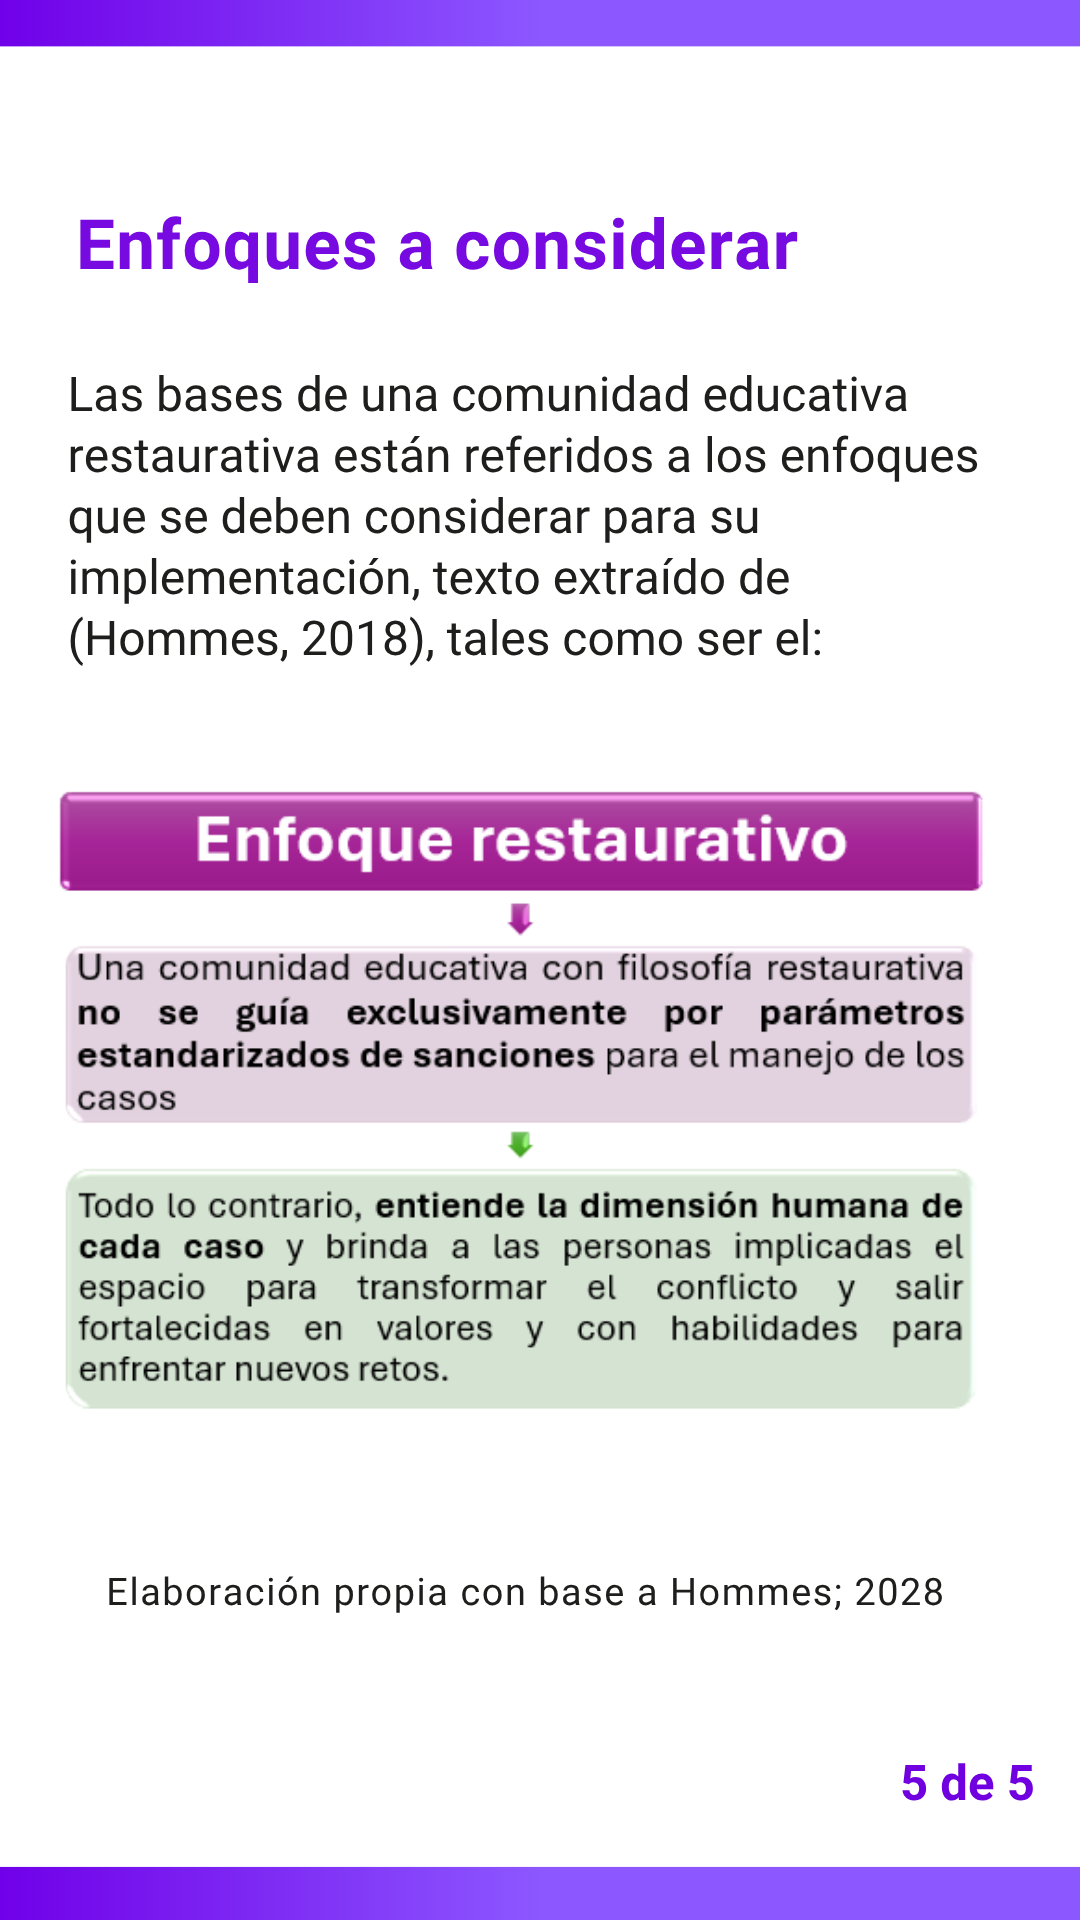 Enfoques a considerar
Las bases de una comunidad educativa
restaurativa están referidos a los enfoques
que se deben considerar para su
implementación, texto extraído de
(Hommes, 2018), tales como ser el:
Enfoque restaurativo
Una comunidad educativa con filosofía restaurativa
no se guía exclusivamente por parámetros
estandarizados de sanciones para el manejo de los
casos
Todo lo contrario, entiende la dimensión humana de
cada caso y brinda a las personas implicadas el
espacio para transformar el conflicto y salir
fortalecidas en valores y con habilidades para
enfrentar nuevos retos.
Elaboración propia con base a Hommes; 2028
5 de 5